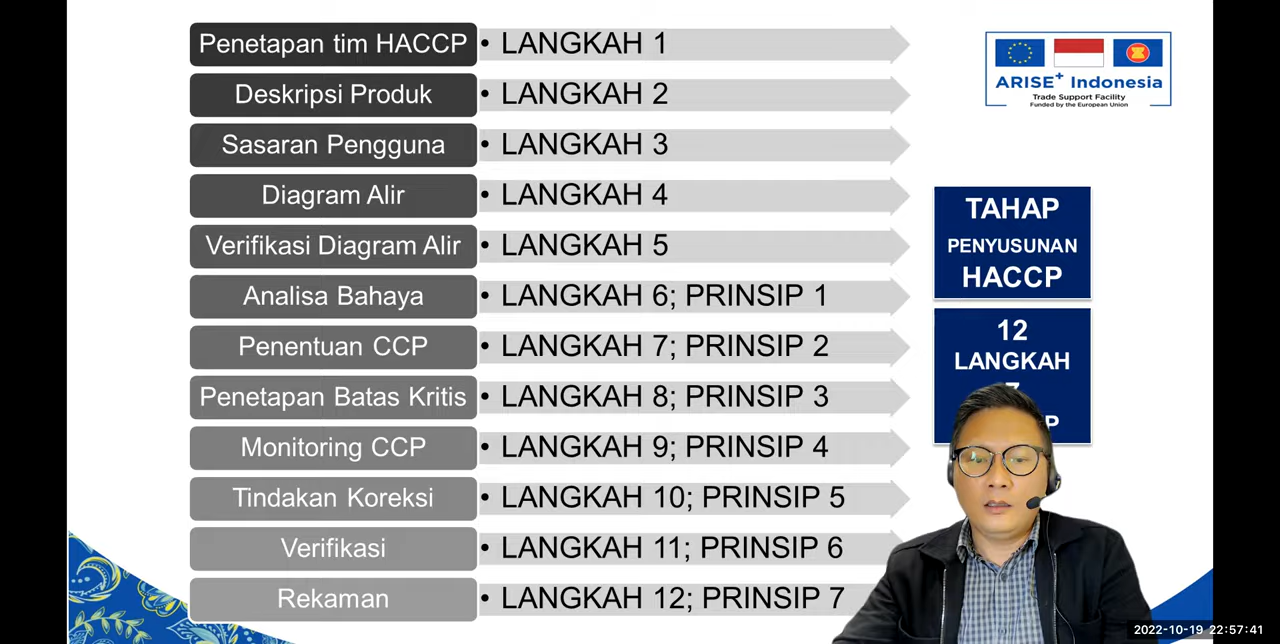 Penetapan tim HACCP • LANGKAH 1
Deskripsi Produk • LANGKAH 2
Sasaran Pengguna • LANGKAH 3
Diagram Alir • LANGKAH 4
Verifikasi Diagram Alir • LANGKAH 5
Analisa Bahaya • LANGKAH 6; PRINSIP 1
Penentuan CCP • LANGKAH 7; PRINSIP 2
Penetapan Batas Kritis • LANGKAH 8; PRINSIP 3
Monitoring CCP • LANGKAH 9; PRINSIP 4
Tindakan Koreksi • LANGKAH 10; PRINSIP 5
Verifikasi • LANGKAH 11; PRINSIP 6
Rekaman • LANGKAH 12; PRINSIP 7
ARISE+ Indonesia
Trade Support Facility
Funded by the European Union
TAHAP
PENYUSUNAN
HACCP
12
LANGKAH
2022-10-19 22:57:41